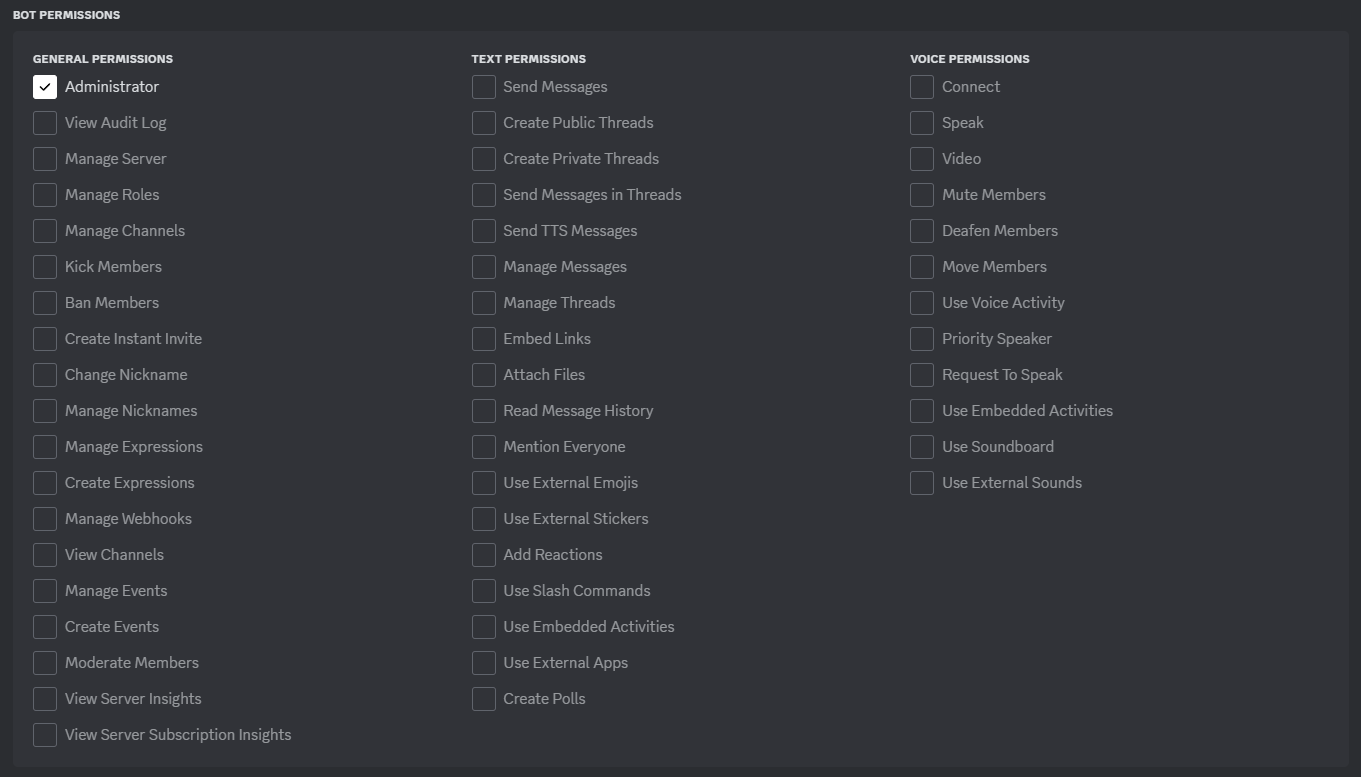 BOT PERMISSIONS
GENERAL PERMISSIONS
Administrator
View Audit Log
Manage Server
Manage Roles
Manage Channels
Kick Members
Ban Members
Create Instant Invite
Change Nickname
Manage Nicknames
Manage Expressions
Create Expressions
Manage Webhooks
View Channels
Manage Events
Create Events
Moderate Members
View Server Insights
View Server Subscription Insights
TEXT PERMISSIONS
Send Messages
Create Public Threads
Create Private Threads
Send Messages in Threads
Send TTS Messages
Manage Messages
Manage Threads
Embed Links
Attach Files
Read Message History
Mention Everyone
Use External Emojis
Use External Stickers
Add Reactions
Use Slash Commands
Use Embedded Activities
Use External Apps
Create Polls
VOICE PERMISSIONS
Connect
Speak
Video
Mute Members
Deafen Members
Move Members
Use Voice Activity
Priority Speaker
Request To Speak
Use Embedded Activities
Use Soundboard
Use External Sounds